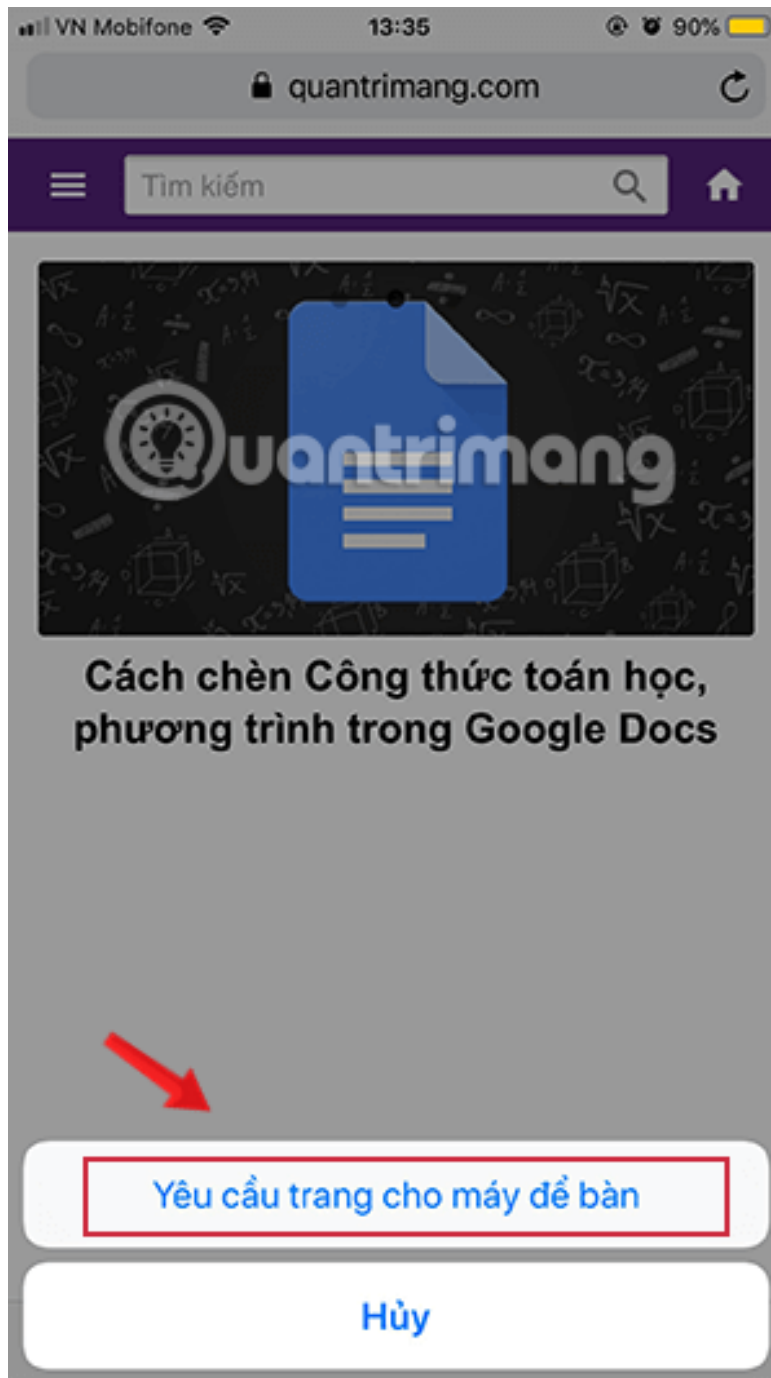 VN Mobifone 13:35 90%
quantrimang.com
Tìm kiếm
Quantrimang
Cách chèn Công thức toán học,
phương trình trong Google Docs
Yêu cầu trang cho máy để bàn
Hủy